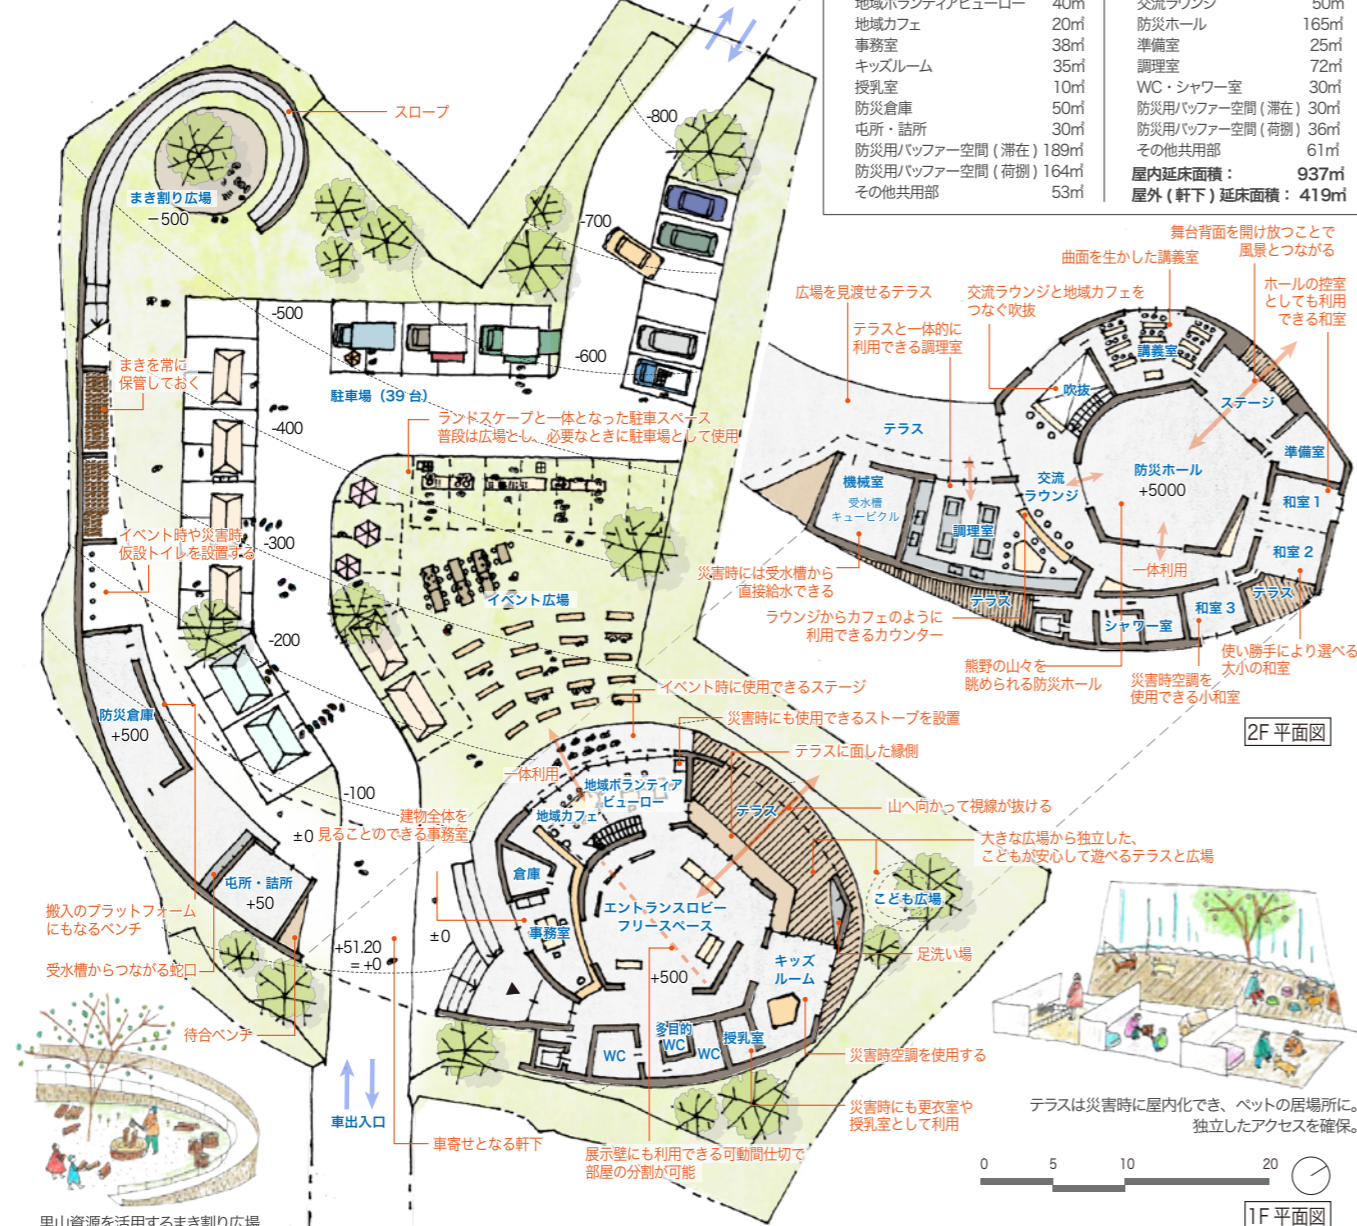 地域ボランティアビューロー 40㎡
地域カフェ 20㎡
事務室 38㎡
キッズルーム 35㎡
授乳室 10㎡
防災倉庫 50㎡
屯所・詰所 30㎡
防災用バッファー空間 ( 滞在 ) 189㎡
防災用バッファー空間 ( 荷捌 ) 164㎡
その他共用部 53㎡
交流ラウンジ 50㎡
防災ホール 165㎡
準備室 25㎡
調理室 72㎡
WC・シャワー室 30㎡
防災用バッファー空間 ( 滞在 ) 30㎡
防災用バッファー空間 ( 荷捌 ) 36㎡
その他共用部 61㎡
屋内延床面積： 937㎡
屋外 ( 軒下 ) 延床面積： 419㎡
スロープ
まき割り広場
－500
-800
-700
-600
-500
-400
-300
-200
-100
±0
まきを常に
保管しておく
駐車場（39 台）
ランドスケープと一体となった駐車スペース
普段は広場とし、必要なときに駐車場として使用
イベント時や災害時
仮設トイレを設置する
イベント広場
防災倉庫
+500
イベント時に使用できるステージ
災害時にも使用できるストーブを設置
テラスに面した縁側
一体利用
地域ボランティア
ビューロー
地域カフェ
テラス
山へ向かって視線が抜ける
建物全体を
見ることのできる事務室
大きな広場から独立した、
こどもが安心して遊べるテラスと広場
倉庫
屯所・詰所
+50
エントランスロビー
フリースペース
+500
こども広場
事務室
±0
搬入のプラットフォーム
にもなるベンチ
+51.20
= +0
足洗い場
受水槽からつながる蛇口
キッズ
ルーム
待合ベンチ
WC
多目的
WC
WC
授乳室
災害時空調を使用する
車出入口
車寄せとなる軒下
災害時にも更衣室や
授乳室として利用
展示壁にも利用できる可動間仕切で
部屋の分割が可能
里山資源を活用するまき割り広場
舞台背面を開け放つことで
風景とつながる
曲面を生かした講義室
広場を見渡せるテラス
交流ラウンジと地域カフェを
つなぐ吹抜
ホールの控室
としても利用
できる和室
テラスと一体的に
利用できる調理室
講義室
吹抜
ステージ
テラス
準備室
機械室
受水槽
キュービクル
交流
ラウンジ
防災ホール
+5000
和室 1
調理室
和室 2
一体利用
災害時には受水槽から
直接給水できる
テラス
シャワー室
和室 3
テラス
ラウンジからカフェのように
利用できるカウンター
熊野の山々を
眺められる防災ホール
災害時空調を
使用できる小和室
使い勝手により選べる
大小の和室
2F 平面図
テラスは災害時に屋内化でき、ペットの居場所に。
独立したアクセスを確保。
0 5 10 20
1F 平面図